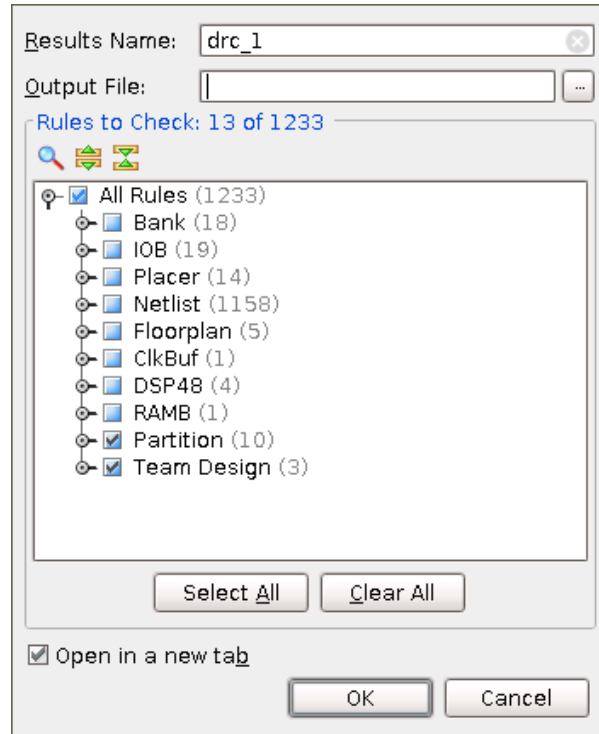 Results Name: drc_1
Output File: ...
Rules to Check: 13 of 1233
All Rules (1233)
Bank (18)
IOB (19)
Placer (14)
Netlist (1158)
Floorplan (5)
ClkBuf (1)
DSP48 (4)
RAMB (1)
Partition (10)
Team Design (3)
Select All Clear All
Open in a new tab
OK Cancel